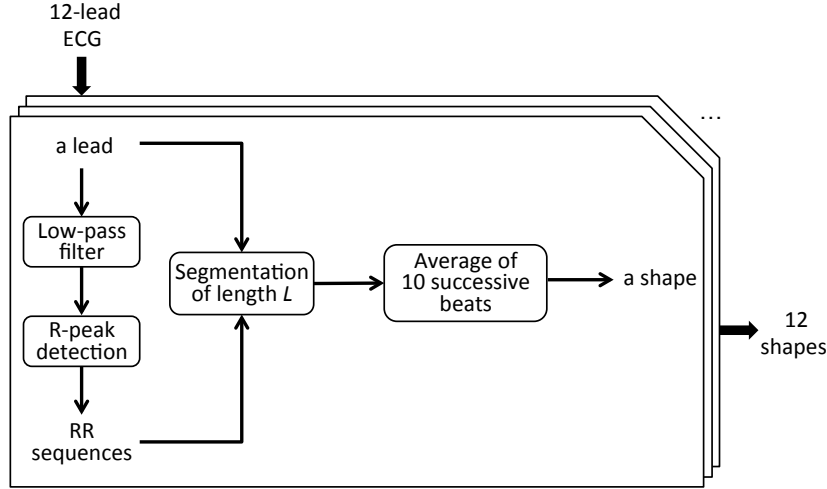 12-lead
ECG
...
a lead
Low-pass
filter
R-peak
detection
RR
sequences
Segmentation
of length L
Average of
10 successive
beats
a shape
12
shapes